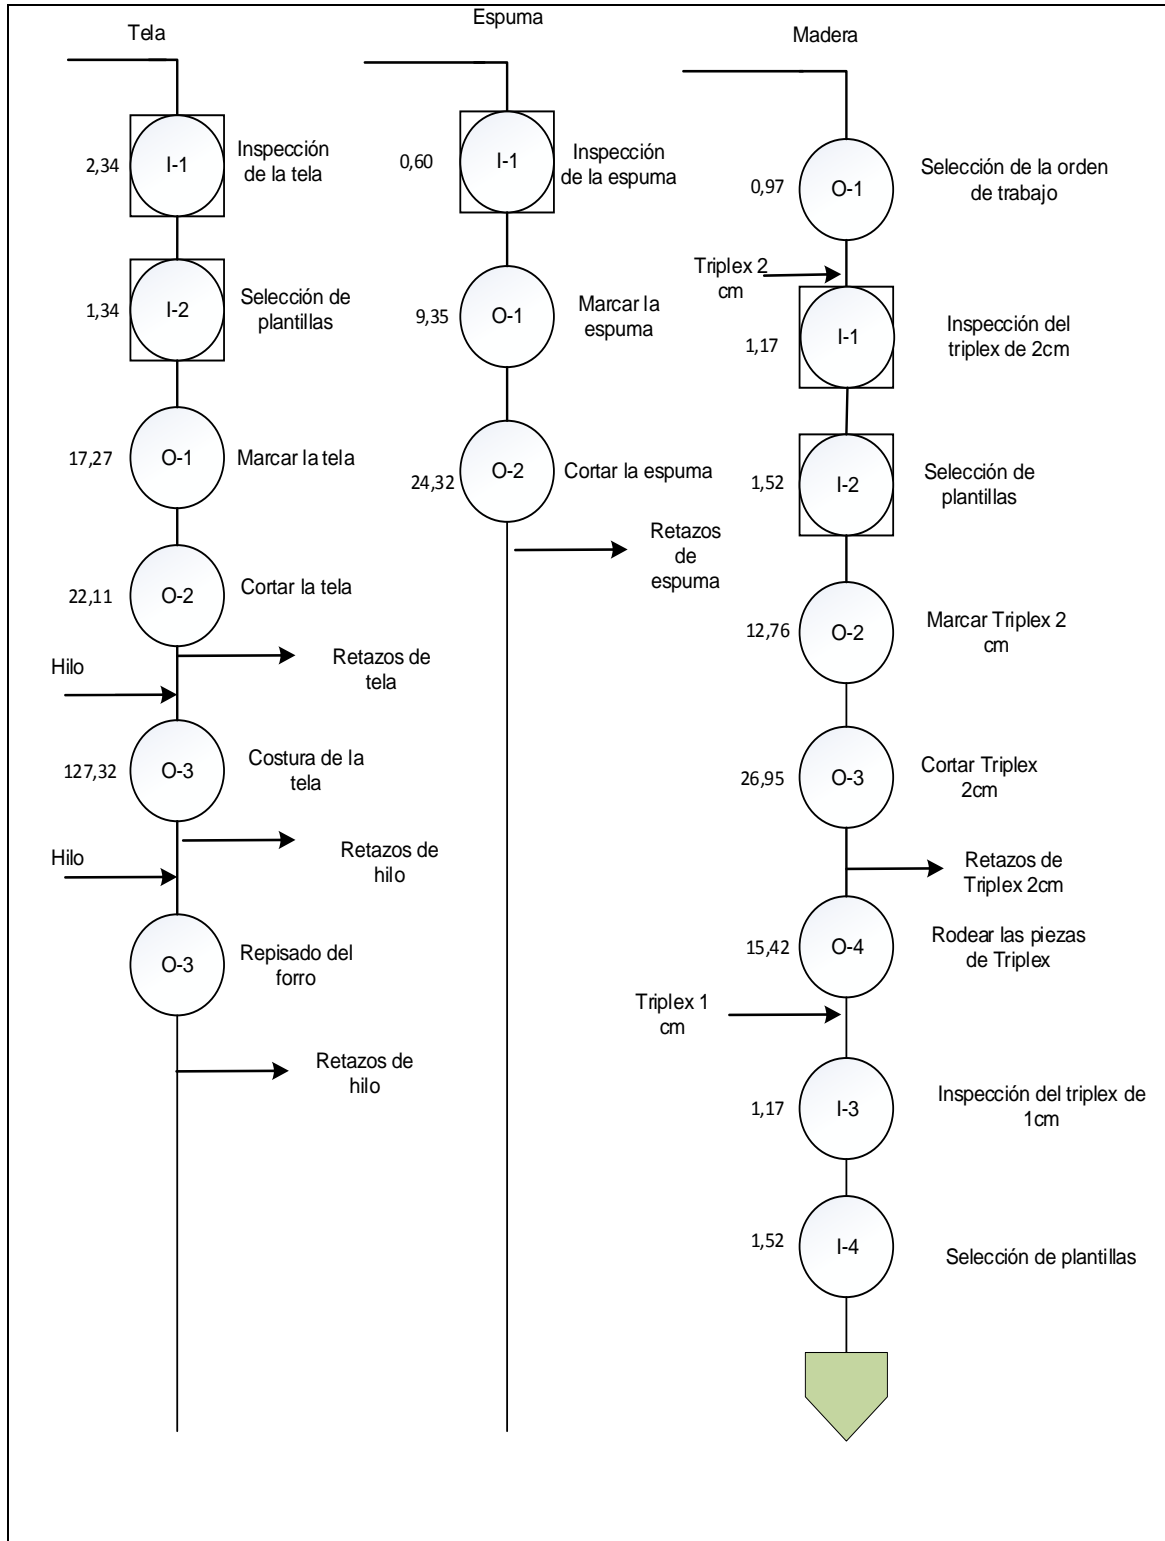 Tela
2,34
I-1
Inspección
de la tela
1,34
I-2
Selección de
plantillas
17,27
O-1
Marcar la tela
22,11
O-2
Cortar la tela
Retazos de
tela
Hilo
127,32
O-3
Costura de la
tela
Retazos de
hilo
Hilo
O-3
Repisado del
forro
Retazos de
hilo
Espuma
0,60
I-1
Inspección
de la espuma
9,35
O-1
Marcar la
espuma
24,32
O-2
Cortar la espuma
Retazos
de
espuma
Madera
0,97
O-1
Selección de la orden
de trabajo
Triplex 2
cm
1,17
I-1
Inspección del
triplex de 2cm
1,52
I-2
Selección de
plantillas
12,76
O-2
Marcar Triplex 2
cm
26,95
O-3
Cortar Triplex
2cm
Retazos de
Triplex 2cm
15,42
O-4
Rodear las piezas
de Triplex
Triplex 1
cm
1,17
I-3
Inspección del triplex de
1cm
1,52
I-4
Selección de plantillas